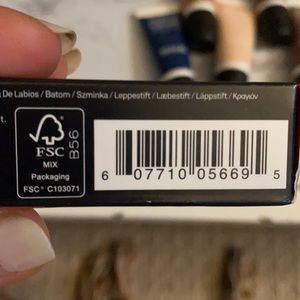 De Labios / Batom / Szminka / Leppestift / Læbestift / Läppstift / Κραγιόν
FSC
MIX
Packaging
FSC® C103071
B56
6 07710 05669 5